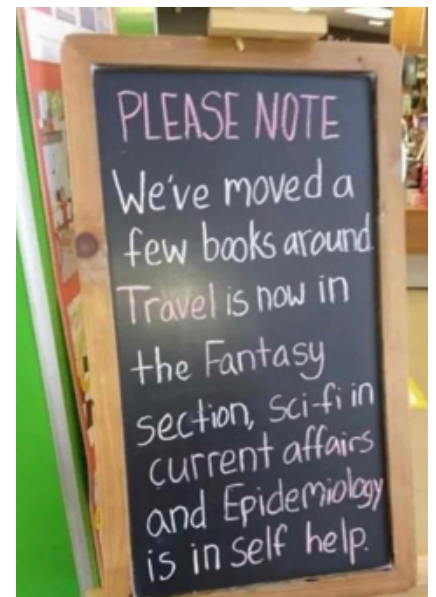 PLEASE NOTE
We've moved a
few books around.
Travel is now in
the Fantasy
section, Sci-fi in
current affairs
and Epidemiology
is in self help.